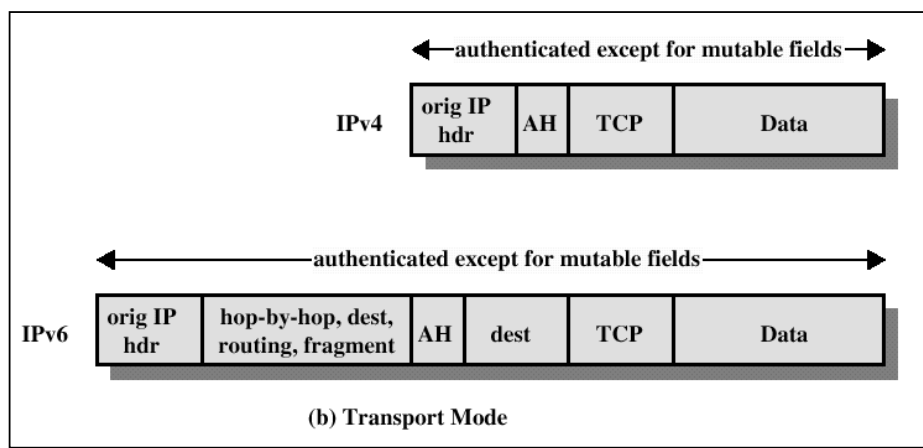 authenticated except for mutable fields
IPv4
orig IP
hdr
AH
TCP
Data
authenticated except for mutable fields
IPv6
orig IP
hdr
hop-by-hop, dest,
routing, fragment
AH
dest
TCP
Data
(b) Transport Mode